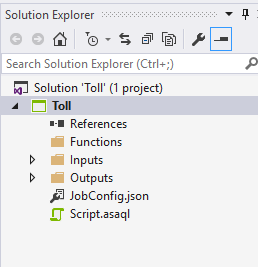 Solution Explorer
Search Solution Explorer (Ctrl+;)
Solution 'Toll' (1 project)
Toll
References
Functions
Inputs
Outputs
JobConfig.json
Script.asaql